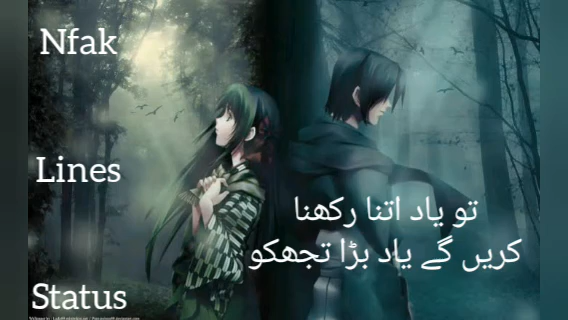 Nfak
Lines
Status
تو یاد اتنا رکھنا
کریں گے یاد بڑا تجھکو